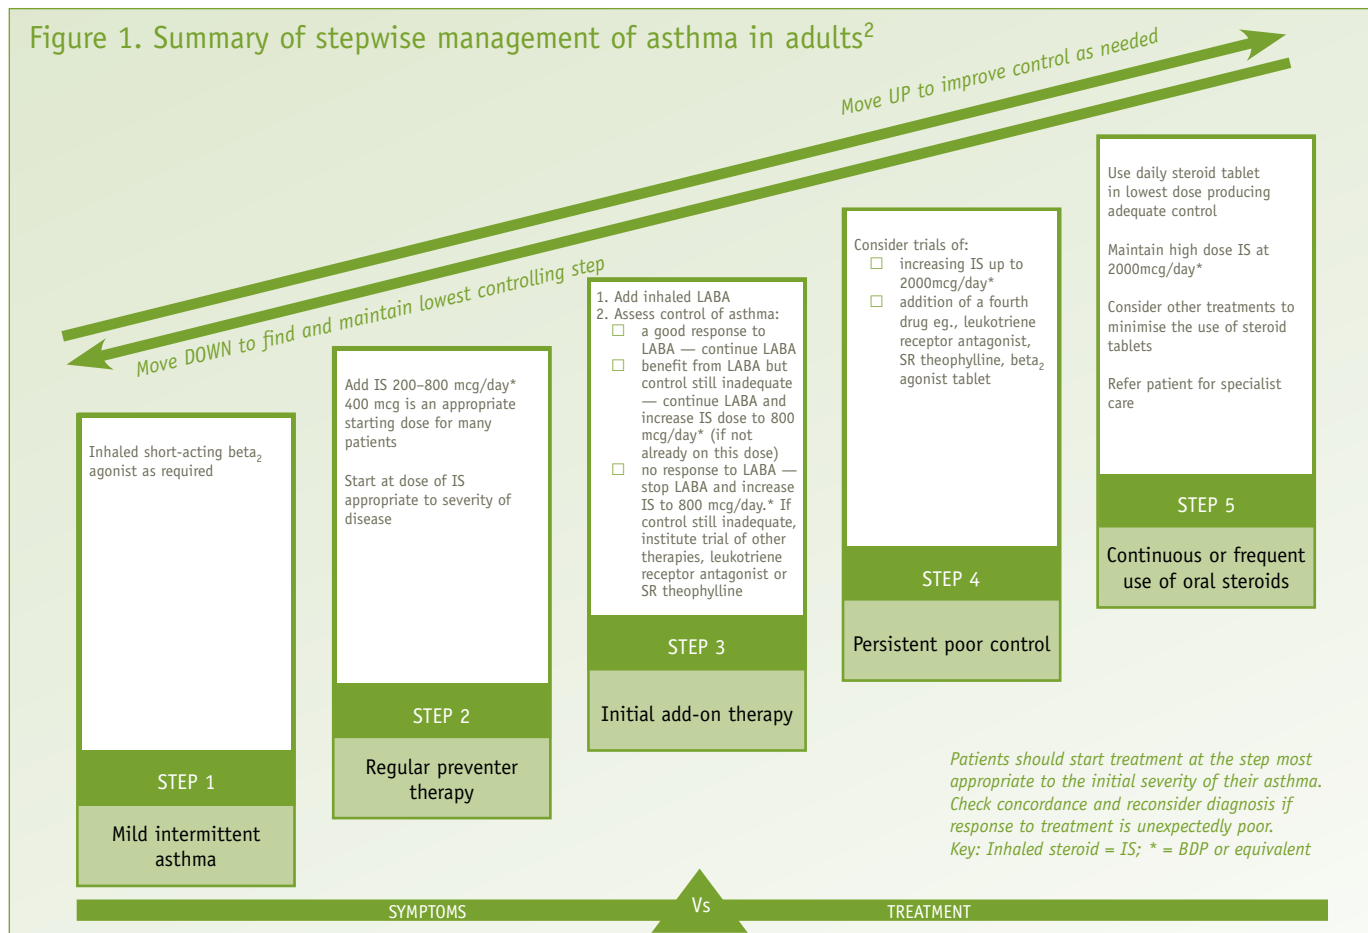 Figure 1. Summary of stepwise management of asthma in adults²
Move UP to improve control as needed
Move DOWN to find and maintain lowest controlling step
Inhaled short-acting beta₂
agonist as required
STEP 1
Mild intermittent
asthma
Add IS 200–800 mcg/day*
400 mcg is an appropriate
starting dose for many
patients
Start at dose of IS
appropriate to severity of
disease
STEP 2
Regular preventer
therapy
1. Add inhaled LABA
2. Assess control of asthma:
☐ a good response to
LABA — continue LABA
☐ benefit from LABA but
control still inadequate
— continue LABA and
increase IS dose to 800
mcg/day* (if not
already on this dose)
☐ no response to LABA —
stop LABA and increase
IS to 800 mcg/day.* If
control still inadequate,
institute trial of other
therapies, leukotriene
receptor antagonist or
SR theophylline
STEP 3
Initial add-on therapy
Consider trials of:
☐ increasing IS up to
2000mcg/day*
☐ addition of a fourth
drug eg., leukotriene
receptor antagonist,
SR theophylline, beta₂
agonist tablet
STEP 4
Persistent poor control
Use daily steroid tablet
in lowest dose producing
adequate control
Maintain high dose IS at
2000mcg/day*
Consider other treatments to
minimise the use of steroid
tablets
Refer patient for specialist
care
STEP 5
Continuous or frequent
use of oral steroids
Patients should start treatment at the step most
appropriate to the initial severity of their asthma.
Check concordance and reconsider diagnosis if
response to treatment is unexpectedly poor.
Key: Inhaled steroid = IS; * = BDP or equivalent
SYMPTOMS
Vs
TREATMENT